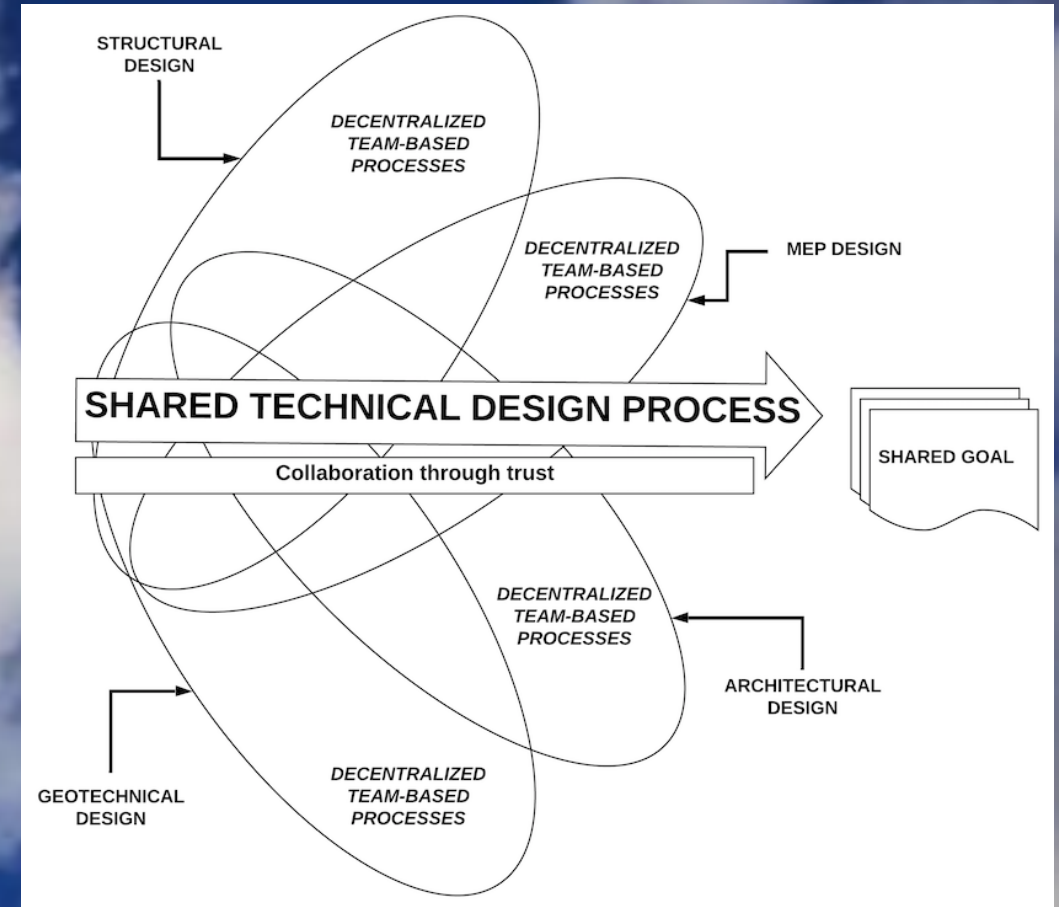 STRUCTURAL
DESIGN
DECENTRALIZED
TEAM-BASED
PROCESSES
DECENTRALIZED
TEAM-BASED
PROCESSES
MEP DESIGN
SHARED TECHNICAL DESIGN PROCESS
Collaboration through trust
SHARED GOAL
DECENTRALIZED
TEAM-BASED
PROCESSES
ARCHITECTURAL
DESIGN
GEOTECHNICAL
DESIGN
DECENTRALIZED
TEAM-BASED
PROCESSES